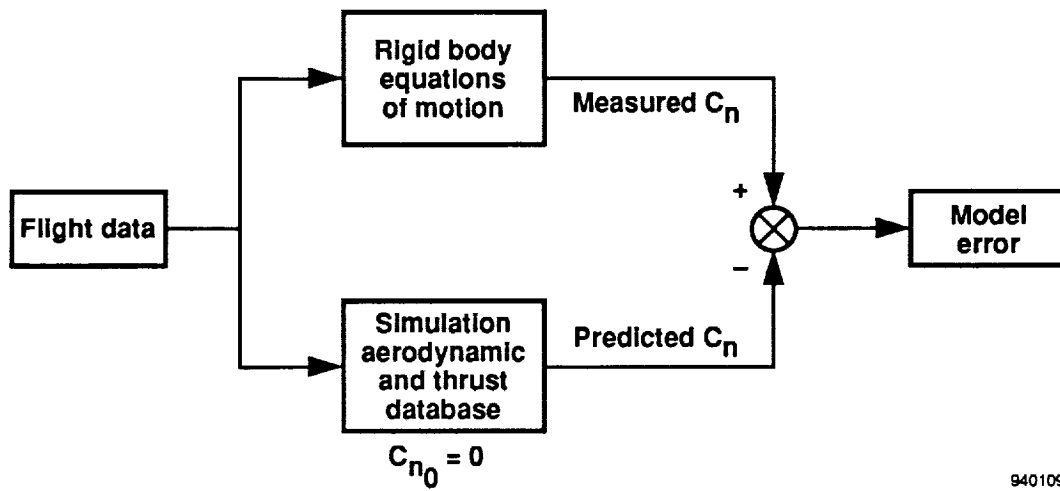 Rigid body
equations
of motion
Measured Cn
+
Flight data
Model
error
−
Simulation
aerodynamic
and thrust
database
Predicted Cn
Cn0 = 0
940109